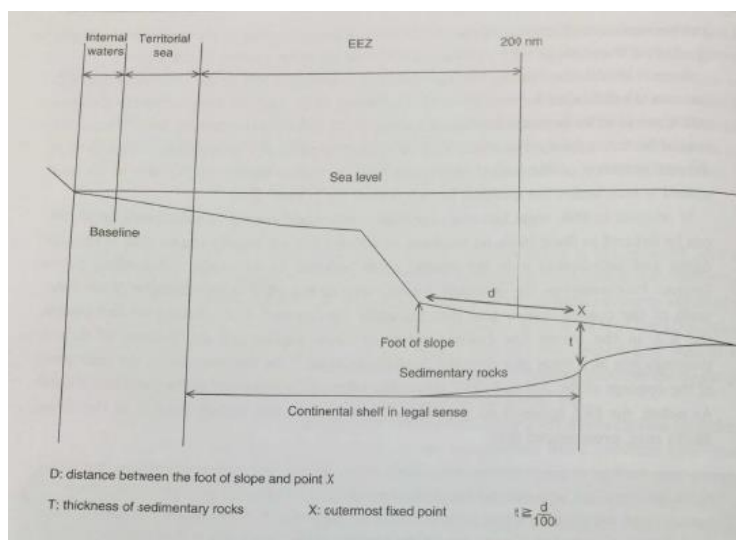 Internal Territorial EEZ 200 nm
waters sea
Sea level
Baseline
d
X
Foot of slope
t
Sedimentary rocks
Continental shelf in legal sense
D: distance between the foot of slope and point X
T: thickness of sedimentary rocks X: outermost fixed point t ≧ d/100